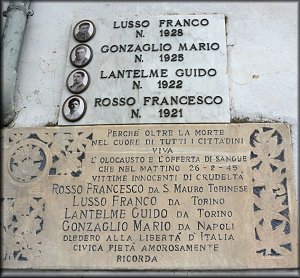 LUSSO FRANCO
N. 1928
GONZAGLIO MARIO
N. 1925
LANTELME GUIDO
N. 1922
ROSSO FRANCESCO
N. 1921
PERCHÈ OLTRE LA MORTE
NEL CUORE DI TUTTI I CITTADINI
VIVA
L'OLOCAUSTO E L'OFFERTA DI SANGUE
CHE NEL MATTINO 26-2-45
VITTIME INNOCENTI DI CRUDELTÀ
ROSSO FRANCESCO DA S. MAURO TORINESE
LUSSO FRANCO DA TORINO
LANTELME GUIDO DA TORINO
GONZAGLIO MARIO DA NAPOLI
DIEDERO ALLA LIBERTÀ D'ITALIA
CIVICA PIETÀ AMOROSAMENTE
RICORDA